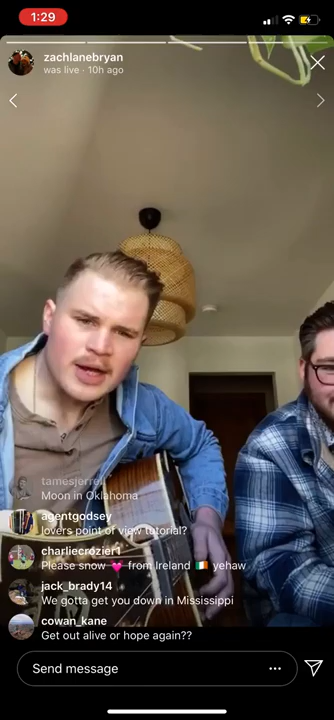 1:29
zachlanebryan
was live · 10h ago
tamesjerrell
Moon in Oklahoma
agentgodsey
lovers point of view tutorial?
charliecrozier1
Please snow 💗 from Ireland 🇮🇪 yehaw
jack_brady14
We gotta get you down in Mississippi
cowan_kane
Get out alive or hope again??
Send message